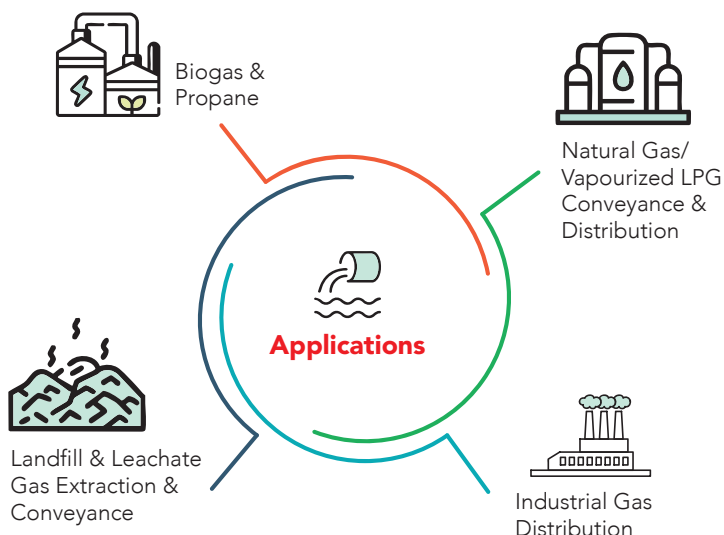 Biogas &
Propane
Natural Gas/
Vapourized LPG
Conveyance &
Distribution
Applications
Landfill & Leachate
Gas Extraction &
Conveyance
Industrial Gas
Distribution